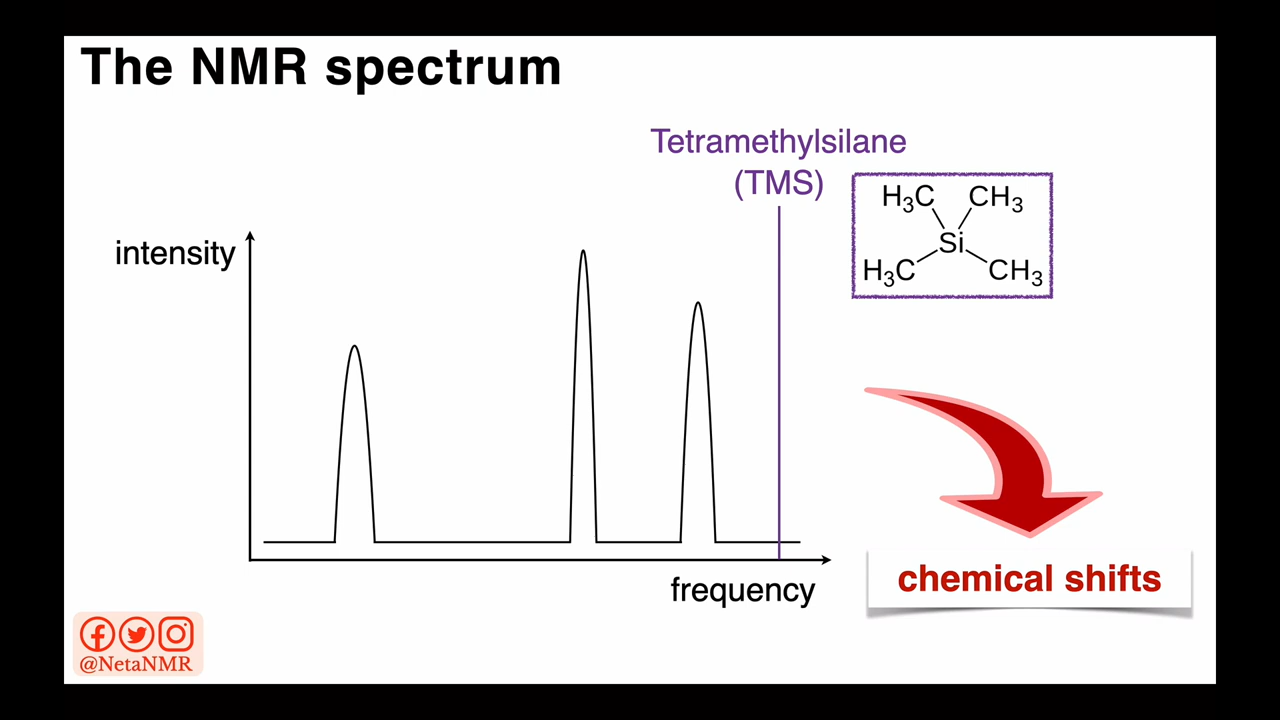 The NMR spectrum
Tetramethylsilane
(TMS)
H₃C CH₃
Si
H₃C CH₃
intensity
frequency
chemical shifts
@NetaNMR